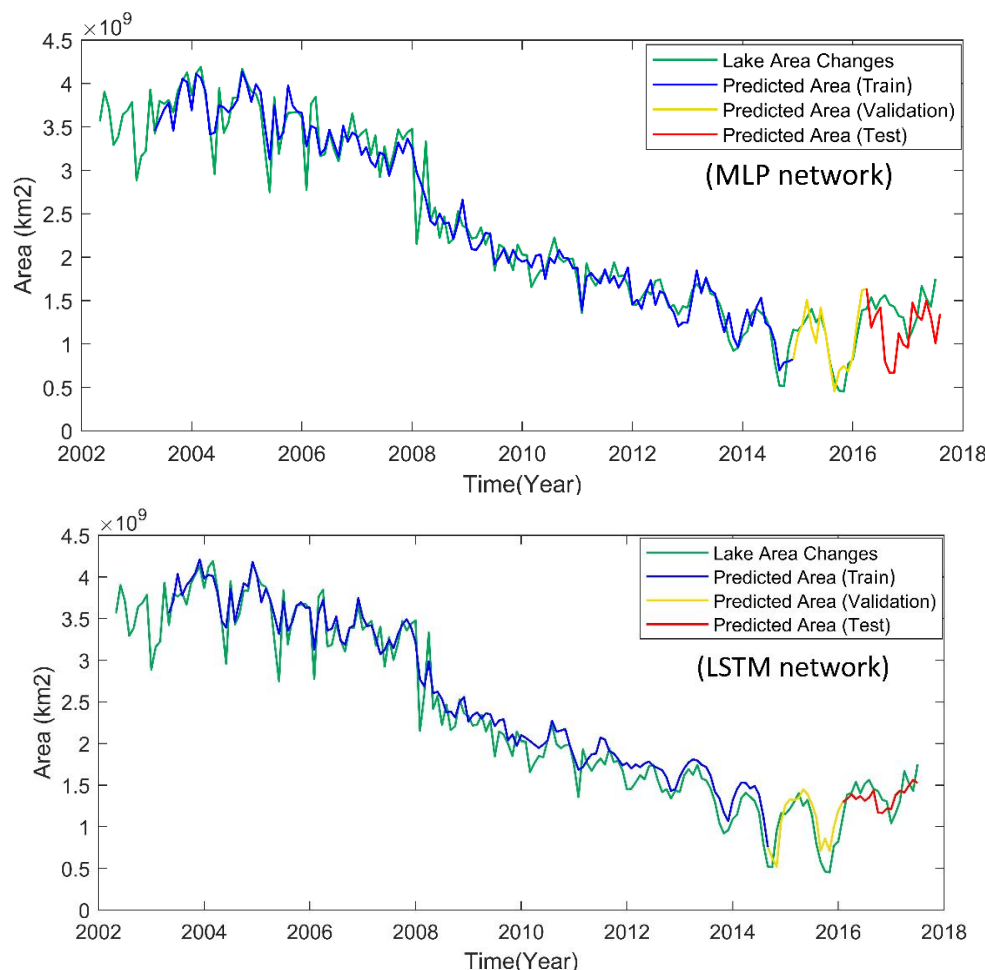 ×10⁹
4.5
4
3.5
3
2.5
2
1.5
1
0.5
0
Area (km2)
Lake Area Changes
Predicted Area (Train)
Predicted Area (Validation)
Predicted Area (Test)
(MLP network)
2002 2004 2006 2008 2010 2012 2014 2016 2018
Time(Year)
×10⁹
4.5
4
3.5
3
2.5
2
1.5
1
0.5
0
Area (km2)
Lake Area Changes
Predicted Area (Train)
Predicted Area (Validation)
Predicted Area (Test)
(LSTM network)
2002 2004 2006 2008 2010 2012 2014 2016 2018
Time(Year)